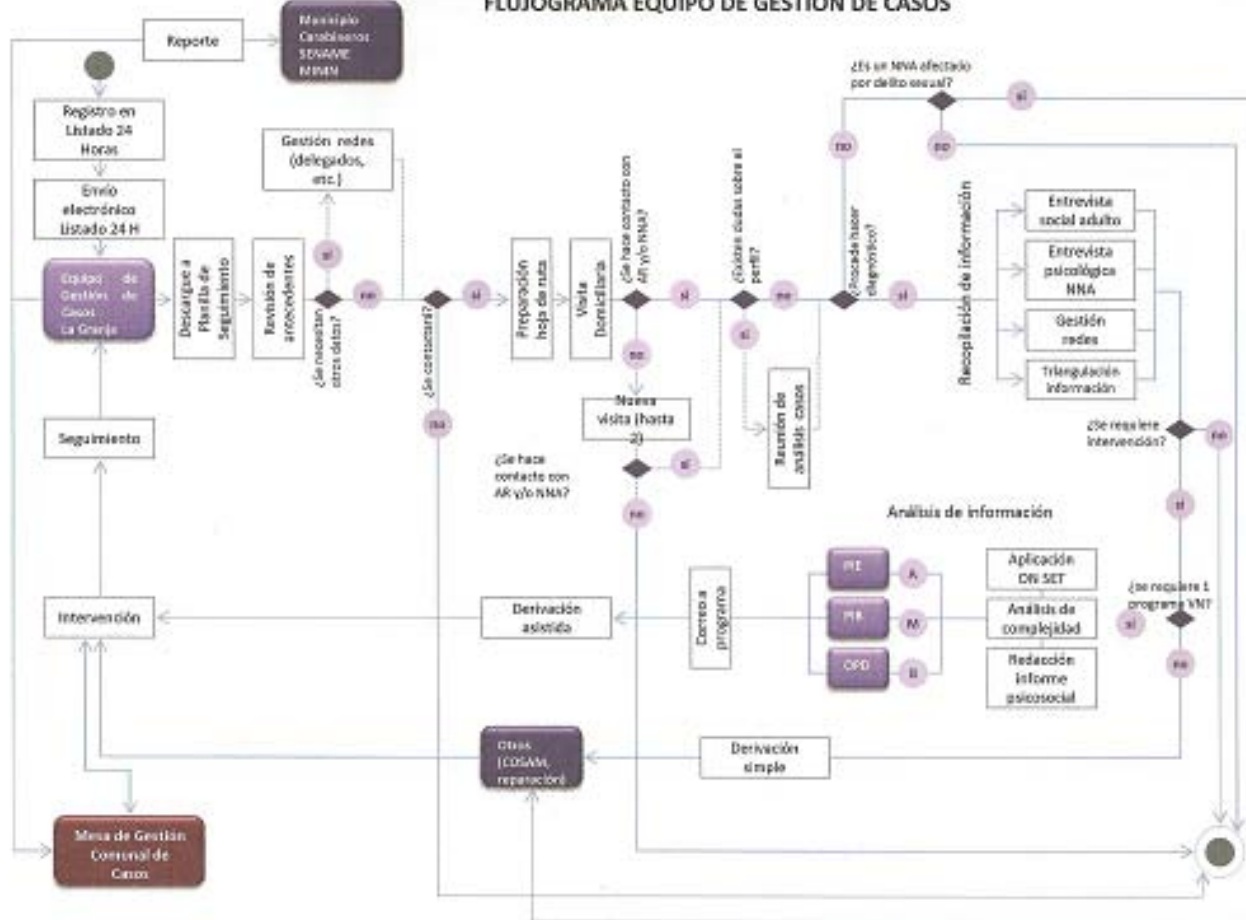 FLUJOGRAMA EQUIPO DE GESTIÓN DE CASOS
Reporte
Municipio
Carabineros
SENAME
Registro en
Listado 24
Horas
Envío
electrónico
Listado 24 H
Equipo de
Gestión de
Casos
La Granja
Descargue a
Planilla de
Seguimiento
Revisión de
antecedentes
¿Se necesitan
otros datos?
sí
no
Gestión redes
(delegados,
etc.)
¿Se contactará?
sí
no
Preparación
hoja de ruta
Visita
Domiciliaria
¿Se hace contacto con
AR y/o NNA?
sí
no
Nueva
visita (hasta
2)
¿Se hace
contacto con
AR y/o NNA?
sí
no
¿Existen dudas sobre el
perfil?
no
sí
Reunión de
análisis casos
¿Procede hacer
diagnóstico?
no
sí
¿Es un NNA afectado
por delito sexual?
sí
no
Recopilación de información
Entrevista
social adulto
Entrevista
psicológica
NNA
Gestión
redes
Triangulación
información
¿Se requiere
intervención?
no
sí
¿Se requiere 1
programa VN?
sí
no
Análisis de información
Aplicación
ON SET
Análisis de
complejidad
Redacción
informe
psicosocial
A
M
B
OPD
Correo a
programa
Derivación
asistida
Intervención
Seguimiento
Derivación
simple
Otros
(COSAM,
reparación)
Mesa de Gestión
Comunal de
Casos